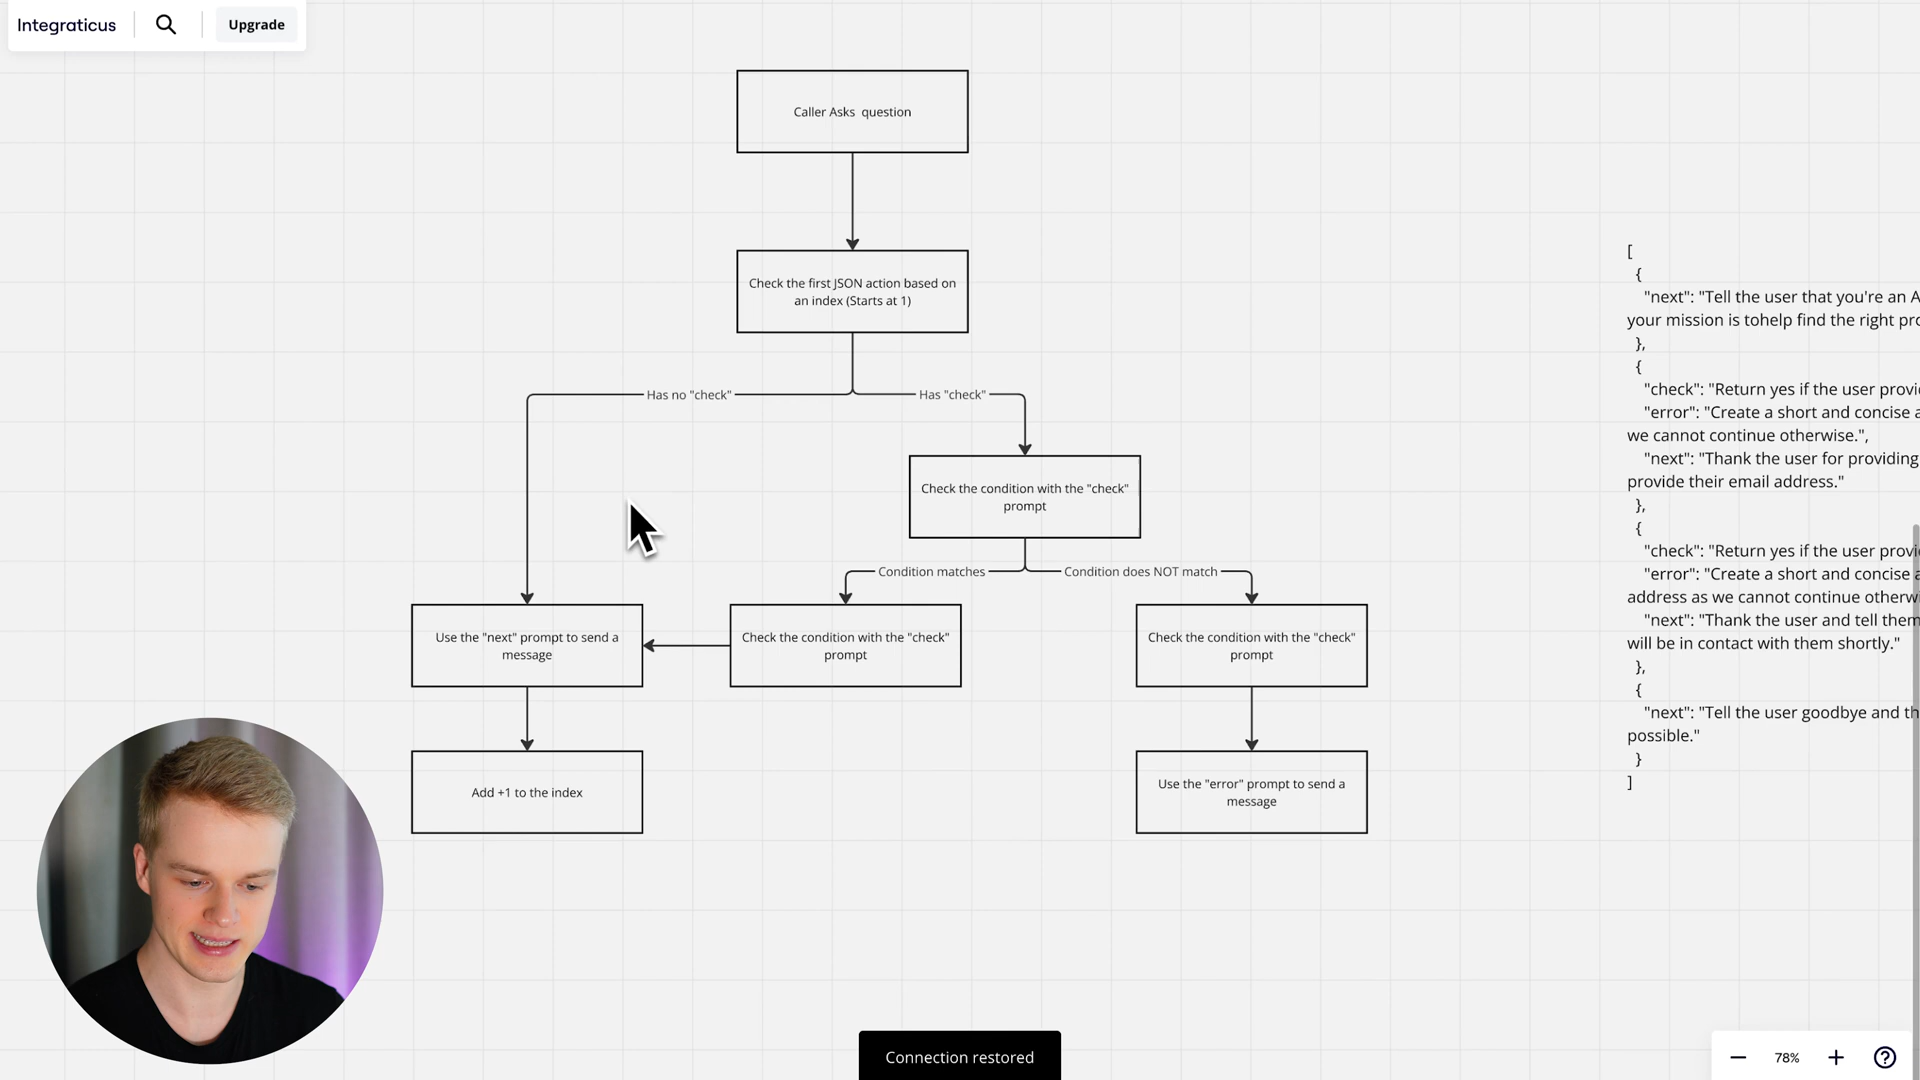 Integraticus
Upgrade
Caller Asks  question
Check the first JSON action based on
an index (Starts at 1)
Has no "check"
Has "check"
Check the condition with the "check"
prompt
Condition matches
Condition does NOT match
Use the "next" prompt to send a
message
Check the condition with the "check"
prompt
Check the condition with the "check"
prompt
Add +1 to the index
Use the "error" prompt to send a
message
[
{
"next": "Tell the user that you're an A
your mission is tohelp find the right pro
},
{
"check": "Return yes if the user provi
"error": "Create a short and concise a
we cannot continue otherwise.",
"next": "Thank the user for providing
provide their email address."
},
{
"check": "Return yes if the user provi
"error": "Create a short and concise a
address as we cannot continue otherwi
"next": "Thank the user and tell them
will be in contact with them shortly."
},
{
"next": "Tell the user goodbye and th
possible."
}
]
Connection restored
78%